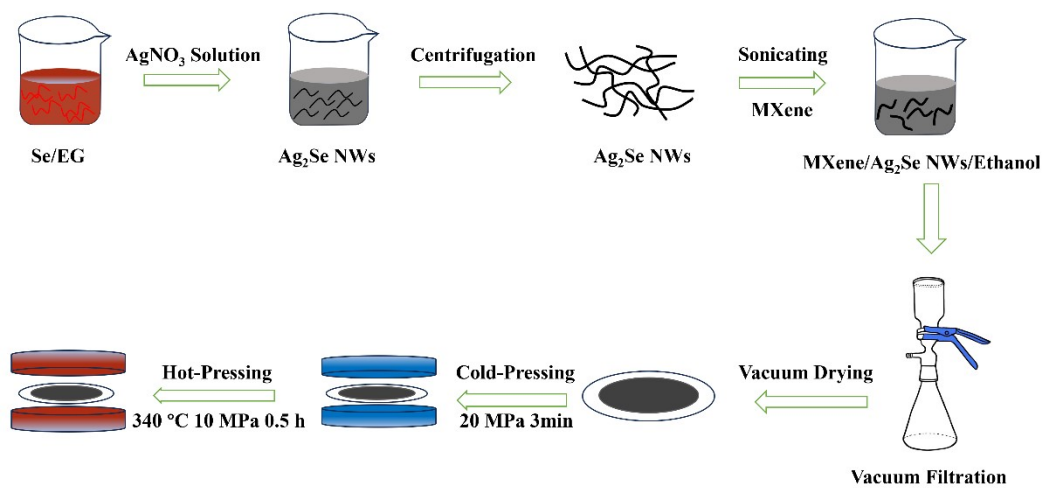 AgNO₃ Solution
Centrifugation
Sonicating
MXene
Se/EG
Ag₂Se NWs
Ag₂Se NWs
MXene/Ag₂Se NWs/Ethanol
Hot-Pressing
340 °C 10 MPa 0.5 h
Cold-Pressing
20 MPa 3min
Vacuum Drying
Vacuum Filtration